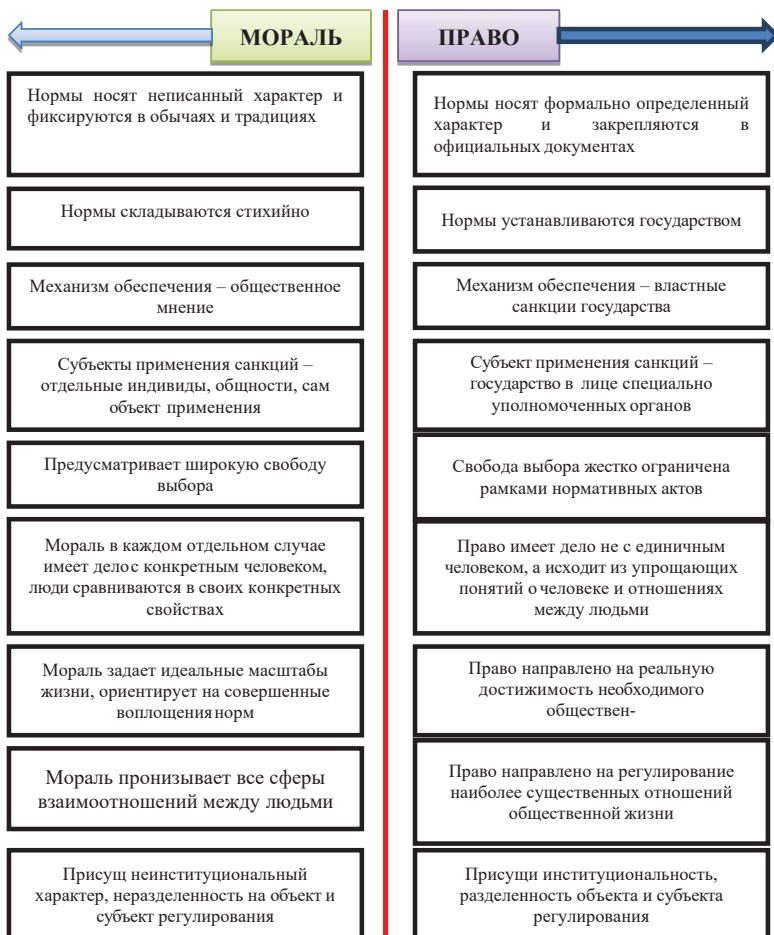 МОРАЛЬ
ПРАВО
Нормы носят неписанный характер и
фиксируются в обычаях и традициях
Нормы носят формально определенный
характер и закрепляются в
официальных документах
Нормы складываются стихийно
Нормы устанавливаются государством
Механизм обеспечения – общественное
мнение
Механизм обеспечения – властные
санкции государства
Субъекты применения санкций –
отдельные индивиды, общности, сам
объект применения
Субъект применения санкций –
государство в лице специально
уполномоченных органов
Предусматривает широкую свободу
выбора
Свобода выбора жестко ограничена
рамками нормативных актов
Мораль в каждом отдельном случае
имеет дело с конкретным человеком,
люди сравниваются в своих конкретных
свойствах
Право имеет дело не с единичным
человеком, а исходит из упрощающих
понятий о человеке и отношениях
между людьми
Мораль задает идеальные масштабы
жизни, ориентирует на совершенные
воплощения норм
Право направлено на реальную
достижимость необходимого
обществен-
Мораль пронизывает все сферы
взаимоотношений между людьми
Право направлено на регулирование
наиболее существенных отношений
общественной жизни
Присущ неинституциональный
характер, неразделенность на объект и
субъект регулирования
Присущи институциональность,
разделенность объекта и субъекта
регулирования